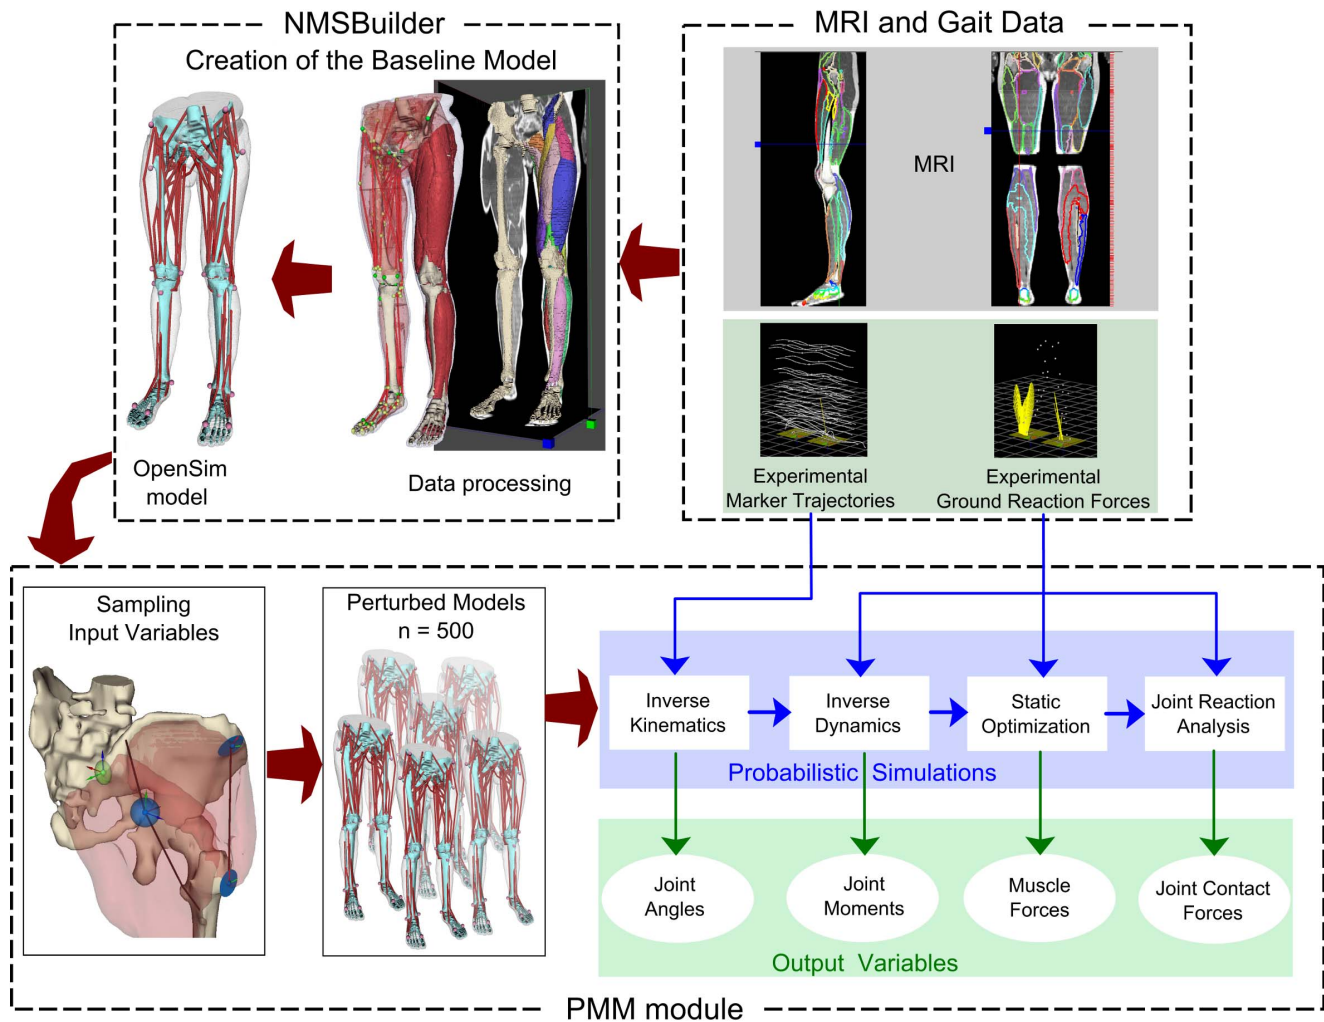 NMSBuilder
Creation of the Baseline Model
OpenSim
model
Data processing
MRI and Gait Data
MRI
Experimental
Marker Trajectories
Experimental
Ground Reaction Forces
Sampling
Input Variables
Perturbed Models
n = 500
Inverse
Kinematics
Inverse
Dynamics
Static
Optimization
Joint Reaction
Analysis
Probabilistic Simulations
Joint
Angles
Joint
Moments
Muscle
Forces
Joint Contact
Forces
Output Variables
PMM module